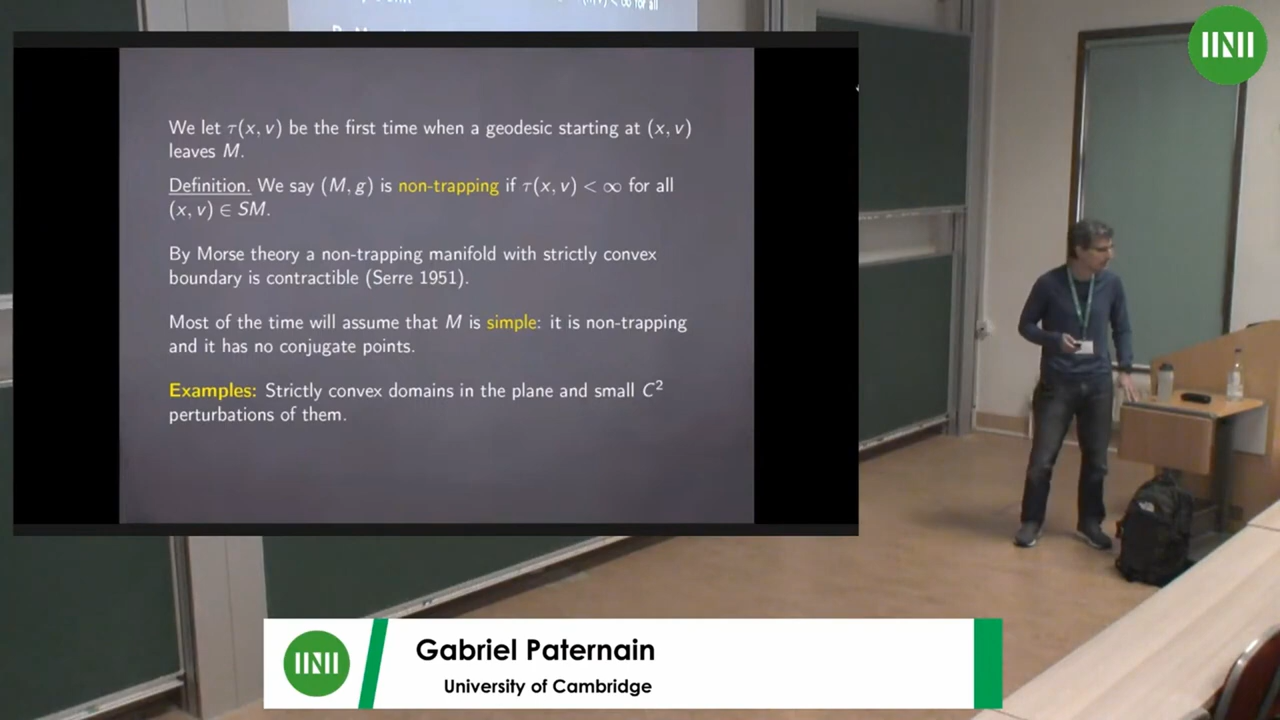 We let τ(x, v) be the first time when a geodesic starting at (x, v)
leaves M.
Definition. We say (M, g) is non-trapping if τ(x, v) < ∞ for all
(x, v) ∈ SM.
By Morse theory a non-trapping manifold with strictly convex
boundary is contractible (Serre 1951).
Most of the time will assume that M is simple: it is non-trapping
and it has no conjugate points.
Examples: Strictly convex domains in the plane and small C² 
perturbations of them.
Gabriel Paternain
University of Cambridge